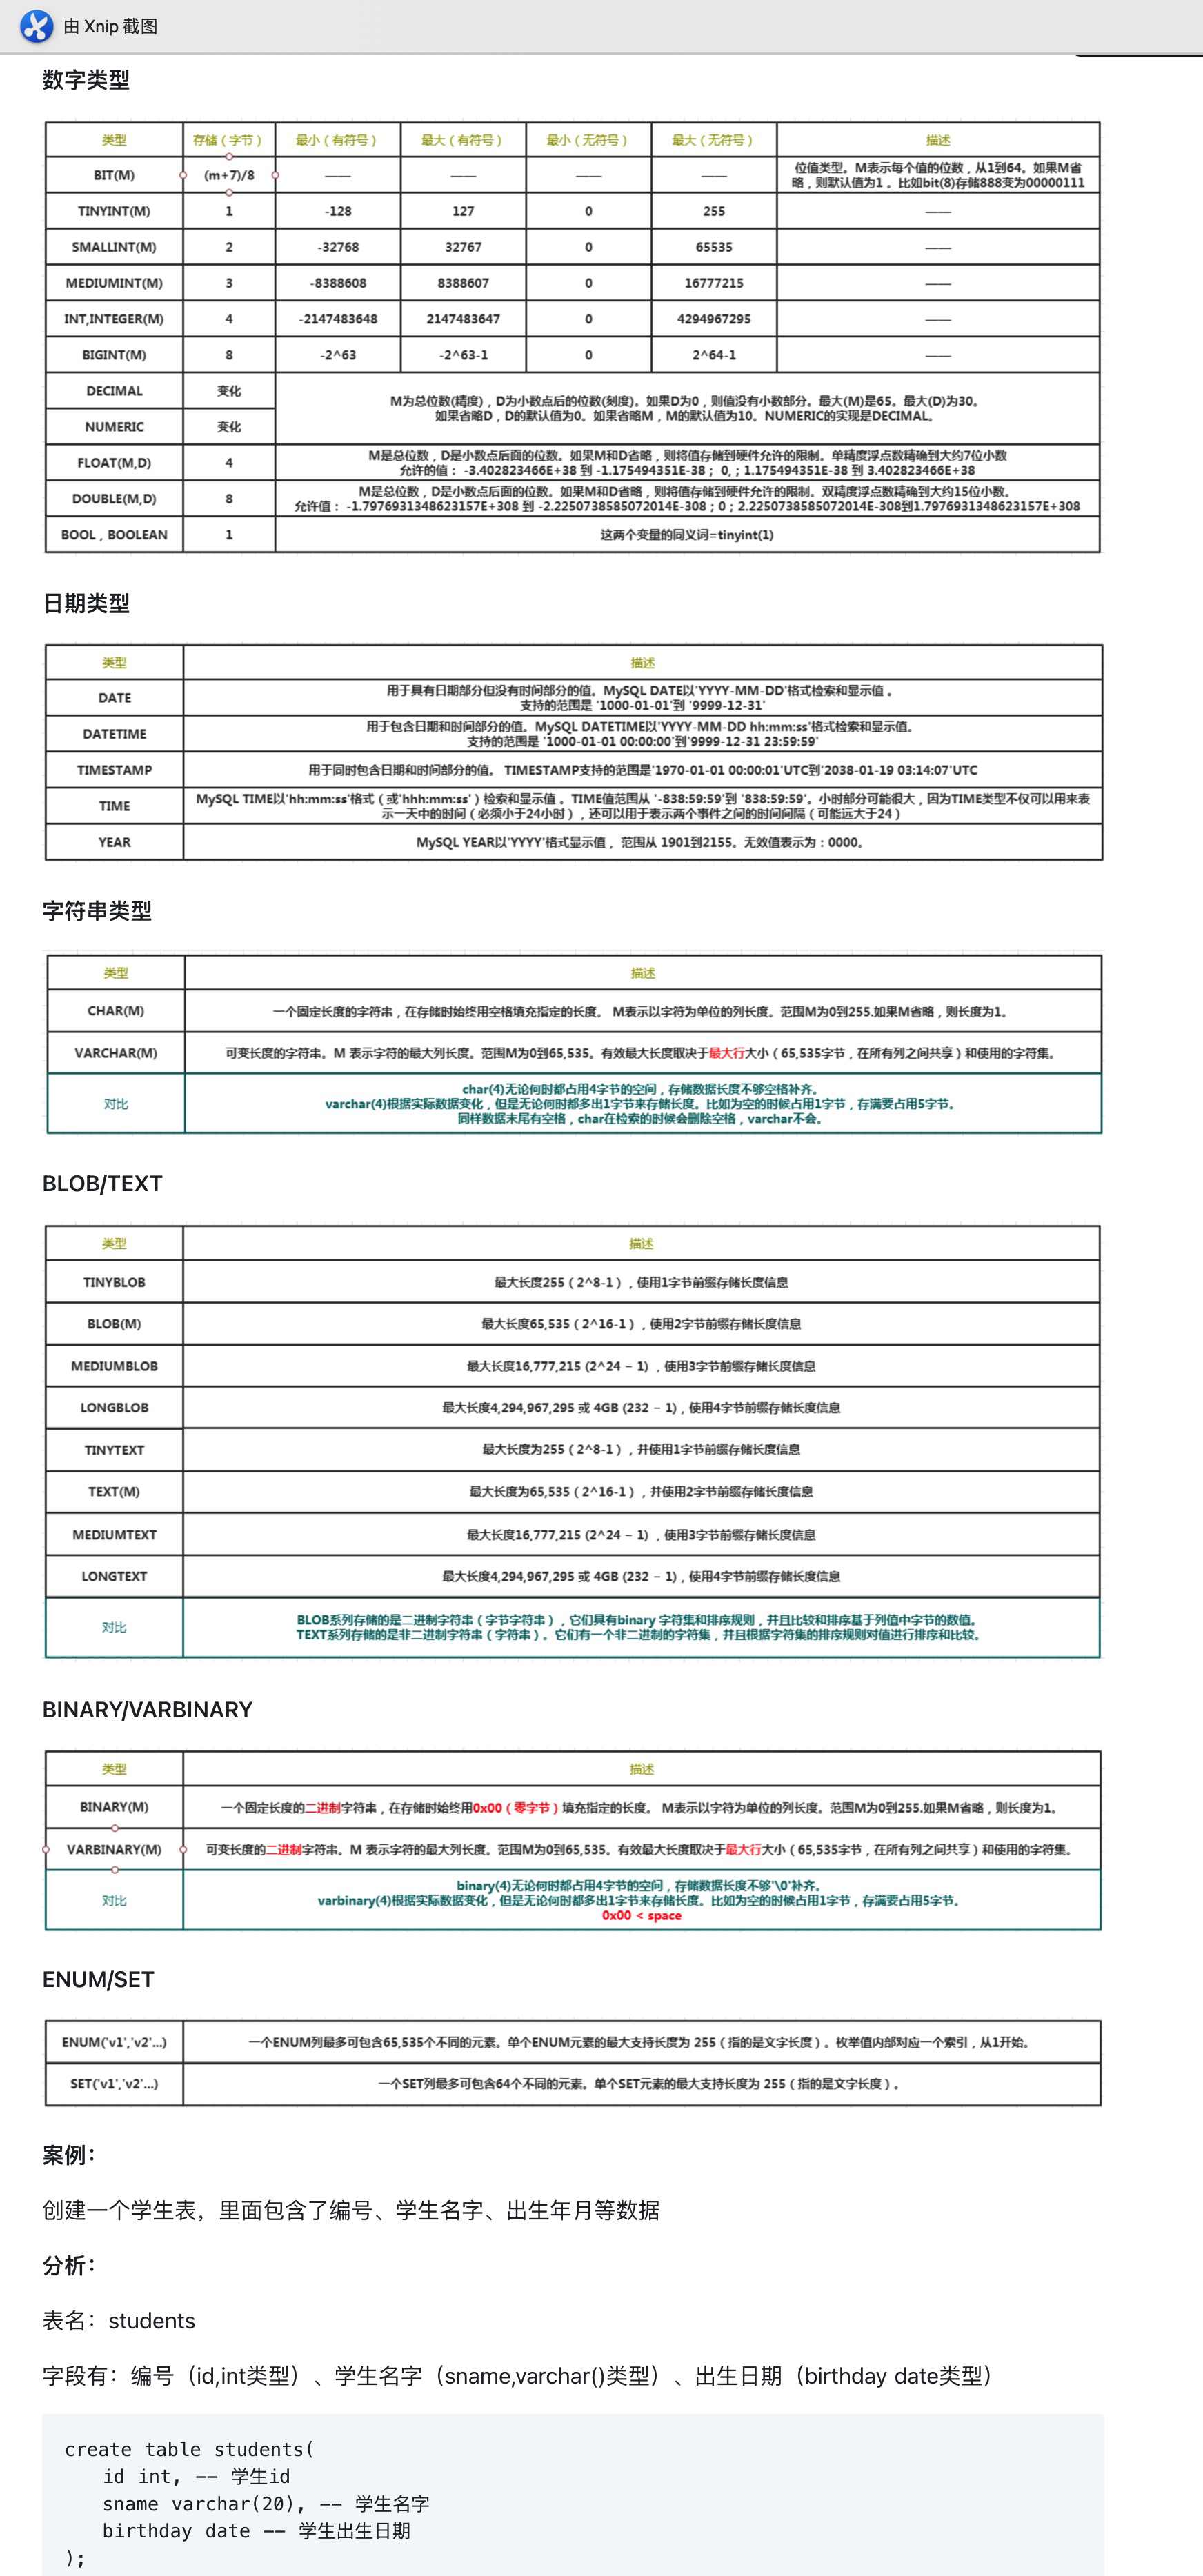 由 Xnip 截图
数字类型
类型 存储（字节） 最小（有符号） 最大（有符号） 最小（无符号） 最大（无符号） 描述
BIT(M) (m+7)/8 —— —— —— —— 位值类型。M表示每个值的位数，从1到64。如果M省
略，则默认值为1 。比如bit(8)存储888变为00000111
TINYINT(M) 1 -128 127 0 255 ——
SMALLINT(M) 2 -32768 32767 0 65535 ——
MEDIUMINT(M) 3 -8388608 8388607 0 16777215 ——
INT,INTEGER(M) 4 -2147483648 2147483647 0 4294967295 ——
BIGINT(M) 8 -2^63 -2^63-1 0 2^64-1 ——
DECIMAL 变化
M为总位数(精度)，D为小数点后的位数(刻度)。如果D为0，则值没有小数部分。最大(M)是65。最大(D)为30。
如果省略D，D的默认值为0。如果省略M，M的默认值为10。NUMERIC的实现是DECIMAL。
NUMERIC 变化
FLOAT(M,D) 4 M是总位数，D是小数点后面的位数。如果M和D省略，则将值存储到硬件允许的限制。单精度浮点数精确到大约7位小数
允许的值： -3.402823466E+38 到 -1.175494351E-38； 0,；1.175494351E-38 到 3.402823466E+38
DOUBLE(M,D) 8 M是总位数，D是小数点后面的位数。如果M和D省略，则将值存储到硬件允许的限制。双精度浮点数精确到大约15位小数。
允许值： -1.7976931348623157E+308 到 -2.2250738585072014E-308；0；2.2250738585072014E-308到1.7976931348623157E+308
BOOL，BOOLEAN 1 这两个变量的同义词=tinyint(1)
日期类型
类型 描述
DATE 用于具有日期部分但没有时间部分的值。MySQL DATE以'YYYY-MM-DD'格式检索和显示值 。
支持的范围是 '1000-01-01'到 '9999-12-31'
DATETIME 用于包含日期和时间部分的值。MySQL DATETIME以'YYYY-MM-DD hh:mm:ss'格式检索和显示值。
支持的范围是 '1000-01-01 00:00:00'到'9999-12-31 23:59:59'
TIMESTAMP 用于同时包含日期和时间部分的值。 TIMESTAMP支持的范围是'1970-01-01 00:00:01'UTC到'2038-01-19 03:14:07'UTC
TIME MySQL TIME以'hh:mm:ss'格式（或'hhh:mm:ss'）检索和显示值 。TIME值范围从 '-838:59:59'到 '838:59:59'。小时部分可能很大，因为TIME类型不仅可以用来表
示一天中的时间（必须小于24小时），还可以用于表示两个事件之间的时间间隔（可能远大于24）
YEAR MySQL YEAR以'YYYY'格式显示值 ，范围从 1901到2155。无效值表示为：0000。
字符串类型
类型 描述
CHAR(M) 一个固定长度的字符串，在存储时始终用空格填充指定的长度。 M表示以字符为单位的列长度。范围M为0到255.如果M省略，则长度为1。
VARCHAR(M) 可变长度的字符串。M 表示字符的最大列长度。范围M为0到65,535。有效最大长度取决于最大行大小（65,535字节，在所有列之间共享）和使用的字符集。
对比 char(4)无论何时都占用4字节的空间，存储数据长度不够空格补齐。
varchar(4)根据实际数据变化，但是无论何时都多出1字节来存储长度。比如为空的时候占用1字节，存满要占用5字节。
同样数据末尾有空格，char在检索的时候会删除空格，varchar不会。
BLOB/TEXT
类型 描述
TINYBLOB 最大长度255（2^8-1），使用1字节前缀存储长度信息
BLOB(M) 最大长度65,535（2^16-1），使用2字节前缀存储长度信息
MEDIUMBLOB 最大长度16,777,215 (2^24 − 1) ，使用3字节前缀存储长度信息
LONGBLOB 最大长度4,294,967,295 或 4GB (232 − 1)，使用4字节前缀存储长度信息
TINYTEXT 最大长度为255（2^8-1），并使用1字节前缀存储长度信息
TEXT(M) 最大长度为65,535（2^16-1），并使用2字节前缀存储长度信息
MEDIUMTEXT 最大长度16,777,215 (2^24 − 1) ，使用3字节前缀存储长度信息
LONGTEXT 最大长度4,294,967,295 或 4GB (232 − 1)，使用4字节前缀存储长度信息
对比 BLOB系列存储的是二进制字符串（字节字符串），它们具有binary 字符集和排序规则，并且比较和排序基于列值中字节的数值。
TEXT系列存储的是非二进制字符串（字符串）。它们有一个非二进制的字符集，并且根据字符集的排序规则对值进行排序和比较。
BINARY/VARBINARY
类型 描述
BINARY(M) 一个固定长度的二进制字符串，在存储时始终用0x00（零字节）填充指定的长度。 M表示以字符为单位的列长度。范围M为0到255.如果M省略，则长度为1。
VARBINARY(M) 可变长度的二进制字符串。M 表示字符的最大列长度。范围M为0到65,535。有效最大长度取决于最大行大小（65,535字节，在所有列之间共享）和使用的字符集。
对比 binary(4)无论何时都占用4字节的空间，存储数据长度不够'\0'补齐。
varbinary(4)根据实际数据变化，但是无论何时都多出1字节来存储长度。比如为空的时候占用1字节，存满要占用5字节。
0x00 < space
ENUM/SET
ENUM('v1','v2'...) 一个ENUM列最多可包含65,535个不同的元素。单个ENUM元素的最大支持长度为 255（指的是文字长度）。枚举值内部对应一个索引，从1开始。
SET('v1','v2'...) 一个SET列最多可包含64个不同的元素。单个SET元素的最大支持长度为 255（指的是文字长度）。
案例：
创建一个学生表，里面包含了编号、学生名字、出生年月等数据
分析：
表名：students
字段有：编号（id,int类型）、学生名字（sname,varchar()类型）、出生日期（birthday date类型）
create table students(
id int, -- 学生id
sname varchar(20), -- 学生名字
birthday date -- 学生出生日期
);